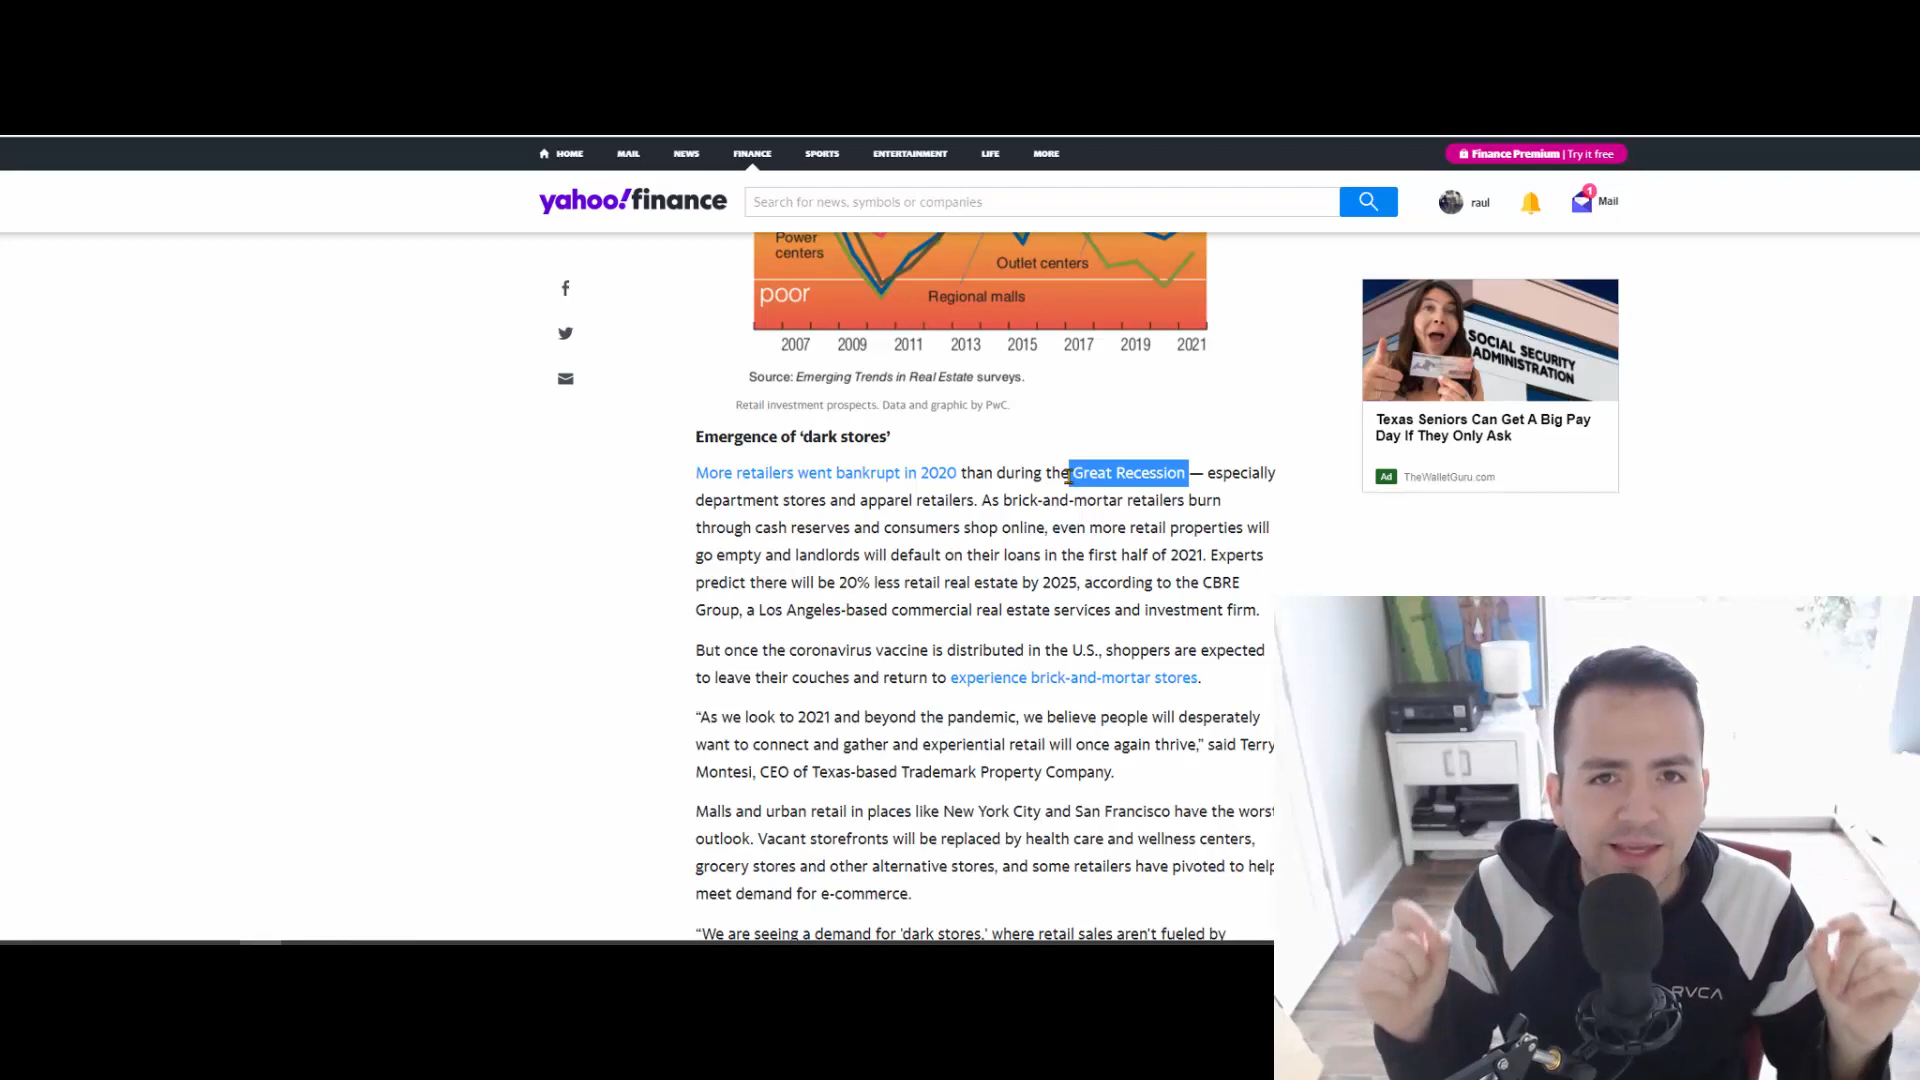 HOME MAIL NEWS FINANCE SPORTS ENTERTAINMENT LIFE MORE Finance Premium | Try it free
yahoo!finance Search for news, symbols or companies raul 1 Mail
Power
centers
Outlet centers
poor
Regional malls
2007 2009 2011 2013 2015 2017 2019 2021
Source: Emerging Trends in Real Estate surveys.
Retail investment prospects. Data and graphic by PwC.
SOCIAL SECURITY
ADMINISTRATION
Texas Seniors Can Get A Big Pay
Day If They Only Ask
Ad TheWalletGuru.com
Emergence of ‘dark stores’
More retailers went bankrupt in 2020 than during the Great Recession — especially
department stores and apparel retailers. As brick-and-mortar retailers burn
through cash reserves and consumers shop online, even more retail properties will
go empty and landlords will default on their loans in the first half of 2021. Experts
predict there will be 20% less retail real estate by 2025, according to the CBRE
Group, a Los Angeles-based commercial real estate services and investment firm.
But once the coronavirus vaccine is distributed in the U.S., shoppers are expected
to leave their couches and return to experience brick-and-mortar stores.
“As we look to 2021 and beyond the pandemic, we believe people will desperately
want to connect and gather and experiential retail will once again thrive,” said Terry
Montesi, CEO of Texas-based Trademark Property Company.
Malls and urban retail in places like New York City and San Francisco have the worst
outlook. Vacant storefronts will be replaced by health care and wellness centers,
grocery stores and other alternative stores, and some retailers have pivoted to help
meet demand for e-commerce.
“We are seeing a demand for ‘dark stores,’ where retail sales aren’t fueled by
RVCA